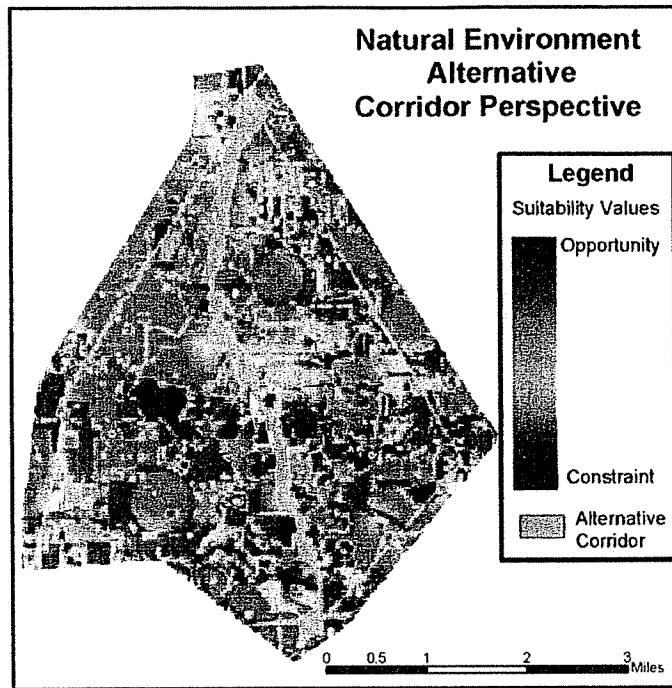 Natural Environment
Alternative
Corridor Perspective
Legend
Suitability Values
Opportunity
Constraint
Alternative
Corridor
0 0.5 1 2 3
Miles